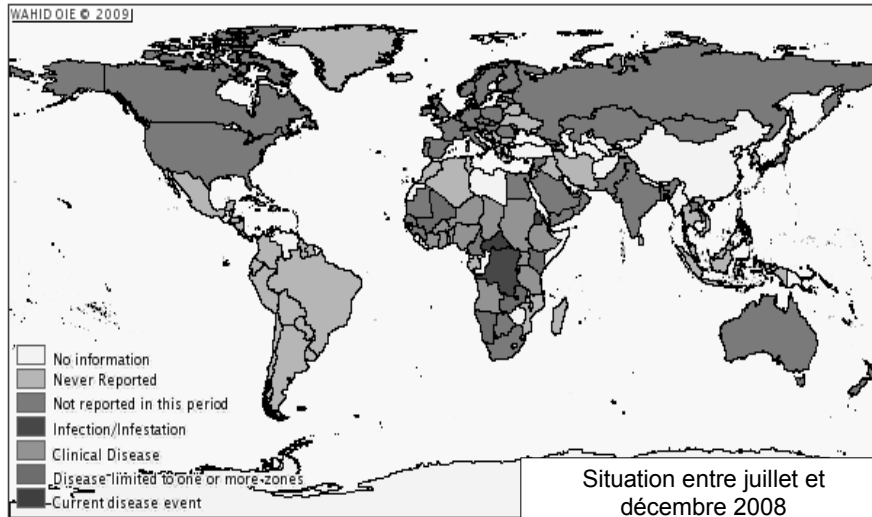 WAHID OIE © 2009
No information
Never Reported
Not reported in this period
Infection/Infestation
Clinical Disease
Disease limited to one or more zones
Current disease event
Situation entre juillet et
décembre 2008